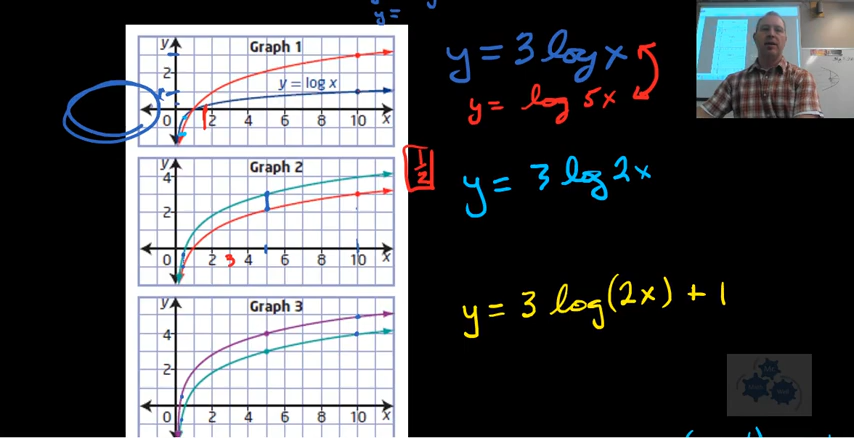 y =
Graph 1
y
2
y = log x
0 2 4 6 8 10 x
y = 3 log x
y = log 5x
Graph 2
y
4
2
0 2 3 4 6 8 10 x
1/2
y = 3 log 2x
Graph 3
y
4
2
0 2 4 6 8 10 x
y = 3 log(2x) + 1